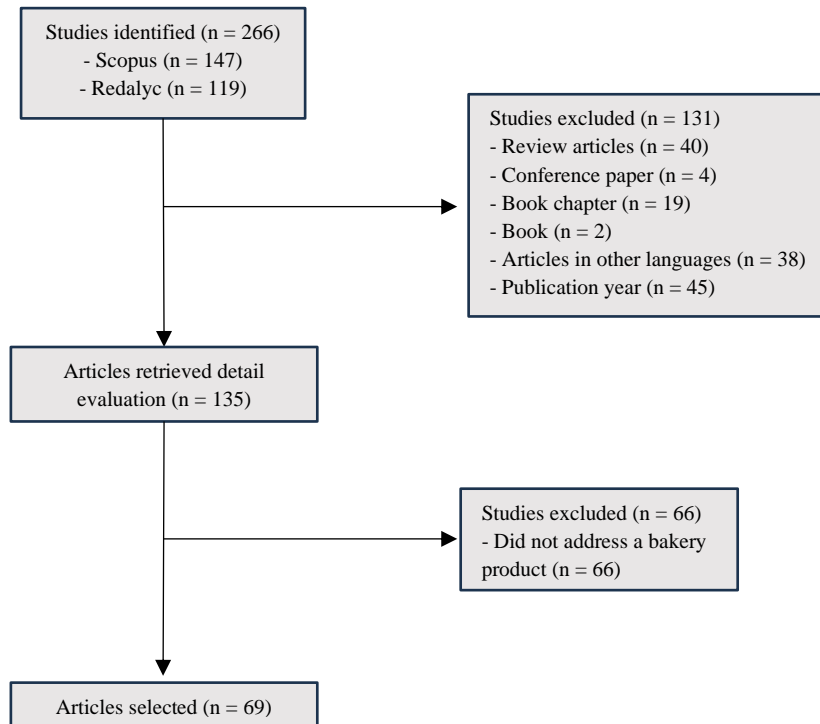 Studies identified (n = 266)
- Scopus (n = 147)
- Redalyc (n = 119)
Studies excluded (n = 131)
- Review articles (n = 40)
- Conference paper (n = 4)
- Book chapter (n = 19)
- Book (n = 2)
- Articles in other languages (n = 38)
- Publication year (n = 45)
Articles retrieved detail
evaluation (n = 135)
Studies excluded (n = 66)
- Did not address a bakery
product (n = 66)
Articles selected (n = 69)